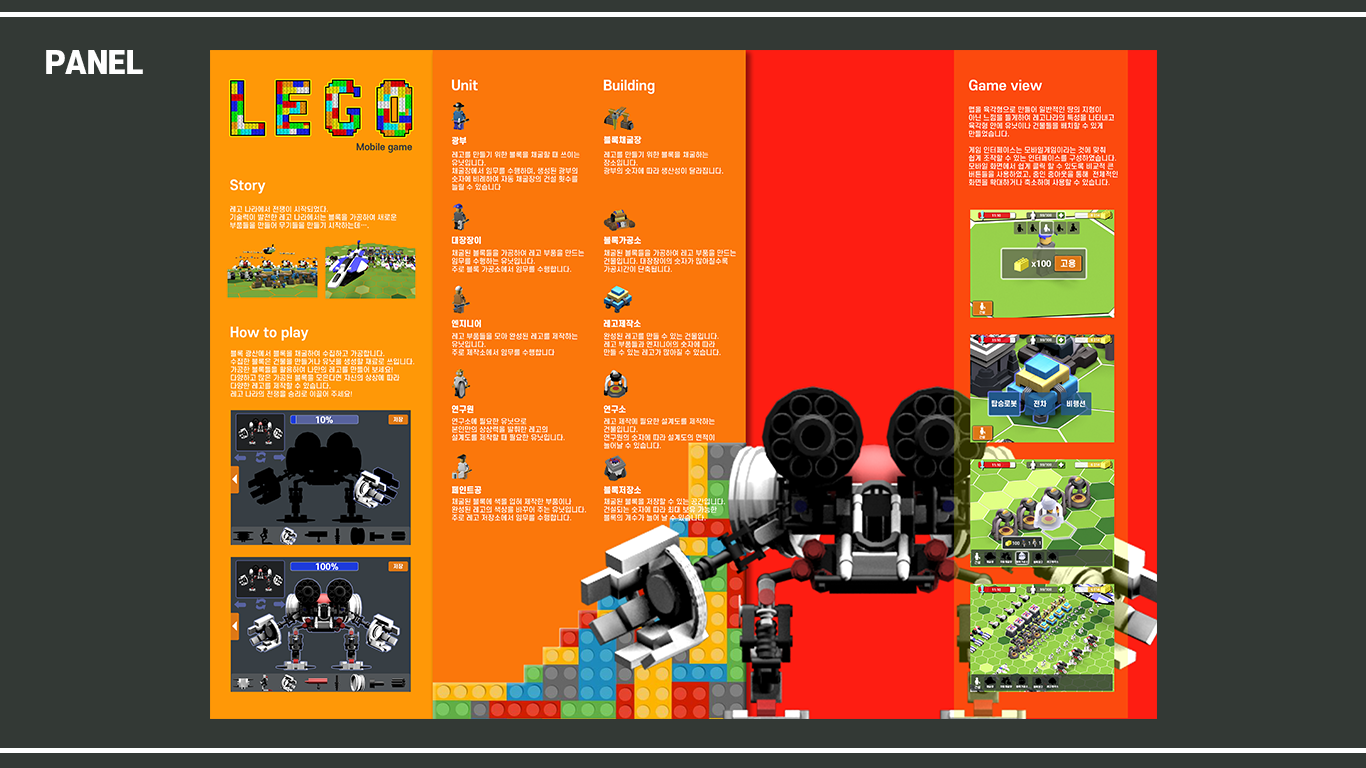 PANEL
LEGO
Mobile game
Story
레고 나라에서 전쟁이 시작되었다.
기술력이 발전한 레고 나라에서는 블록을 가공하여 새로운
부품들을 만들어 무기들을 만들기 시작하는데….
How to play
블록 광산에서 블록을 채굴하여 수집하고 가공합니다.
수집한 블록은 건물을 만들거나 유닛을 생성할 재료로 쓰입니다.
가공한 블록들을 활용하여 나만의 레고를 만들어 보세요!
다양하고 많은 가공된 블록을 모은다면 자신의 상상에 따라
다양한 레고를 제작할 수 있습니다.
레고 나라의 전쟁을 승리로 이끌어 주세요!
10%
저장
100%
저장
Unit
광부
레고를 만들기 위한 블록을 채굴할 때 쓰이는
유닛입니다.
채굴장에서 임무를 수행하며, 생성된 광부의
숫자에 비례하여 자동 채굴장의 건설 횟수를
늘릴 수 있습니다
대장장이
채굴된 블록들을 가공하여 레고 부품을 만드는
임무를 수행하는 유닛입니다.
주로 블록 가공소에서 임무를 수행합니다.
엔지니어
레고 부품들을 모아 완성된 레고를 제작하는
유닛입니다.
주로 제작소에서 임무를 수행합니다
연구원
연구소에 필요한 유닛으로
본인만의 상상력을 발휘한 레고의
설계도를 제작할 때 필요한 유닛입니다.
페인트공
채굴된 블록에 색을 입혀 제작한 부품이나
완성된 레고의 색상을 바꾸어 주는 유닛입니다.
주로 레고 저장소에서 임무를 수행합니다.
Building
블록채굴장
레고를 만들기 위한 블록을 채굴하는
장소입니다.
광부의 숫자에 따라 생산성이 달라집니다.
블록가공소
채굴된 블록들을 가공하여 레고 부품을 만드는
건물입니다. 대장장이의 숫자가 많아질수록
가공시간이 단축됩니다.
레고제작소
완성된 레고를 만들 수 있는 건물입니다.
레고 부품들과 엔지니어의 숫자에 따라
만들 수 있는 레고가 많아질 수 있습니다.
연구소
레고 제작에 필요한 설계도를 제작하는
건물입니다.
연구원의 숫자에 따라 설계도의 면적이
늘어날 수 있습니다.
블록저장소
채굴된 블록을 저장할 수 있는 공간입니다.
건설되는 숫자에 따라 최대 보유 가능한
블록의 개수가 늘어 날 수 있습니다.
Game view
맵을 육각형으로 만들어 일반적인 땅의 지형이
아닌 느낌을 들게하여 레고나라의 특성을 나타내고
육각형 안에 유닛이나 건물들을 배치할 수 있게
만들었습니다.
게임 인터페이스는 모바일게임이라는 것에 맞춰
쉽게 조작할 수 있는 인터페이스를 구성하였습니다.
모바일 화면에서 쉽게 클릭 할 수 있도록 비교적 큰
버튼들을 사용하였고, 줌인 줌아웃을 통해 전체적인
화면을 확대하거나 축소하며 사용할 수 있습니다.
x100 고용
탑승로봇 전차 비행선